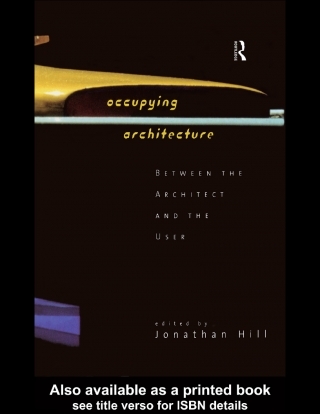 Routledge
occupying
architecture
BETWEEN THE
ARCHITECT
AND THE
USER
edited by
Jonathan Hill
Also available as a printed book
see title verso for ISBN details